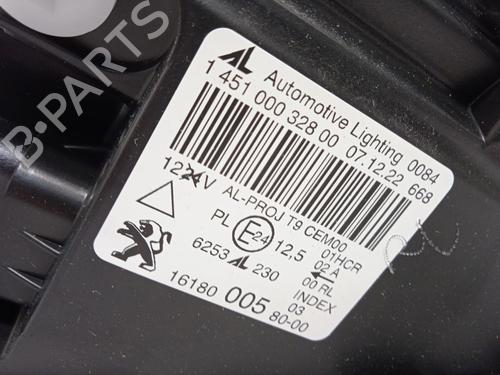 AL Automotive Lighting 0084
1 451 000 328 00 07.12.22 668
1224V AL-PROJ T9 CEM00
PL E24 12,5 01HCR
02 A
00 RL
6253 AL 230 INDEX
03
16180 005 80-00
B-PARTS